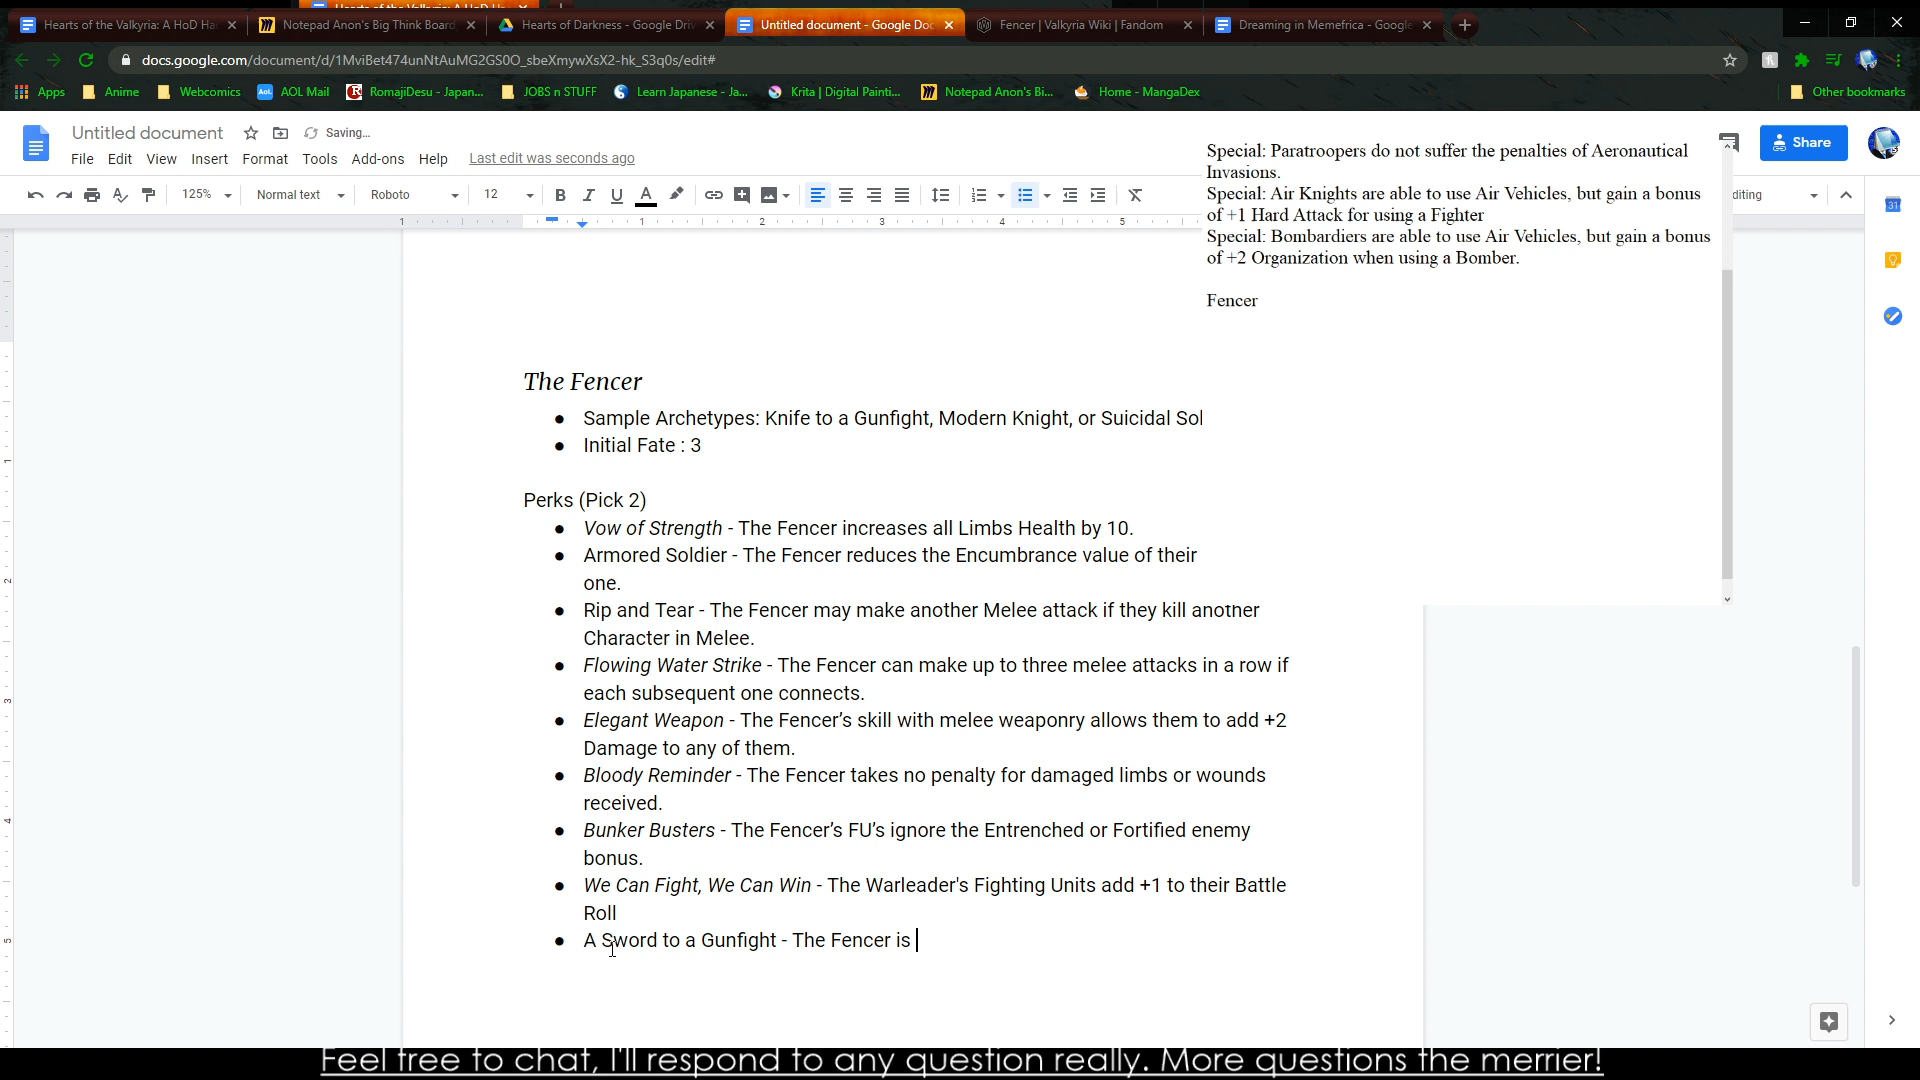 Hearts of the Valkyria: A HoD Ha
Notepad Anon's Big Think Board
Hearts of Darkness - Google Driv
Untitled document - Google Doc
Fencer | Valkyria Wiki | Fandom
Dreaming in Memefrica - Google
docs.google.com/document/d/1MviBet474unNtAuMG2GS0O_sbeXmywXsX2-hk_S3q0s/edit#
Apps
Anime
Webcomics
AOL Mail
RomajiDesu - Japan...
JOBS n STUFF
Learn Japanese - Ja...
Krita | Digital Painti...
Notepad Anon's Bi...
Home - MangaDex
Other bookmarks
Untitled document
Saving...
Share
File Edit View Insert Format Tools Add-ons Help Last edit was seconds ago
125% Normal text Roboto 12
diting
Special: Paratroopers do not suffer the penalties of Aeronautical
Invasions.
Special: Air Knights are able to use Air Vehicles, but gain a bonus
of +1 Hard Attack for using a Fighter
Special: Bombardiers are able to use Air Vehicles, but gain a bonus
of +2 Organization when using a Bomber.
Fencer
The Fencer
● Sample Archetypes: Knife to a Gunfight, Modern Knight, or Suicidal Sol
● Initial Fate : 3
Perks (Pick 2)
● Vow of Strength - The Fencer increases all Limbs Health by 10.
● Armored Soldier - The Fencer reduces the Encumbrance value of their
one.
● Rip and Tear - The Fencer may make another Melee attack if they kill another
Character in Melee.
● Flowing Water Strike - The Fencer can make up to three melee attacks in a row if
each subsequent one connects.
● Elegant Weapon - The Fencer’s skill with melee weaponry allows them to add +2
Damage to any of them.
● Bloody Reminder - The Fencer takes no penalty for damaged limbs or wounds
received.
● Bunker Busters - The Fencer’s FU’s ignore the Entrenched or Fortified enemy
bonus.
● We Can Fight, We Can Win - The Warleader's Fighting Units add +1 to their Battle
Roll
● A Sword to a Gunfight - The Fencer is
Feel free to chat, I'll respond to any question really. More questions the merrier!